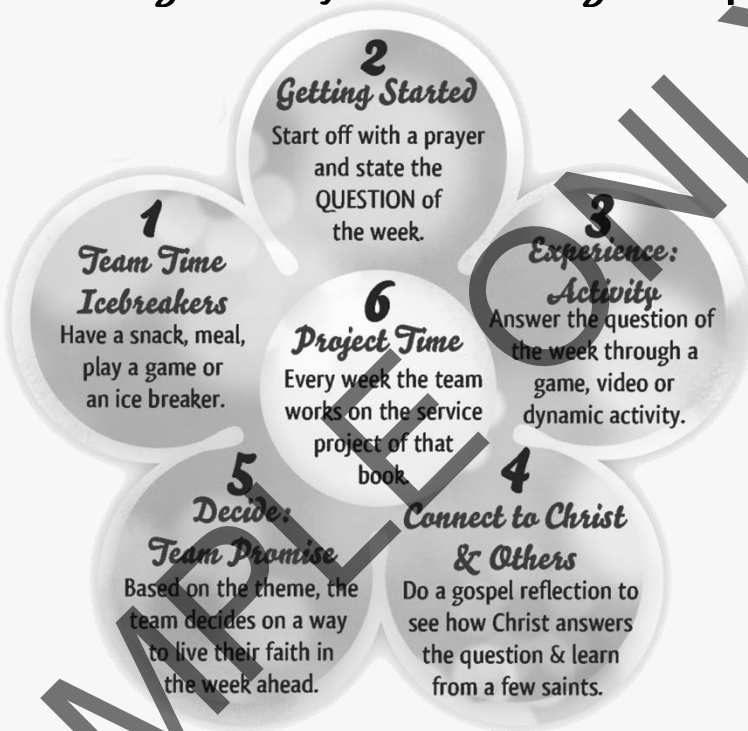 1
Team Time
Icebreakers
Have a snack, meal,
play a game or
an ice breaker.
2
Getting Started
Start off with a prayer
and state the
QUESTION of
the week.
3
Experience:
Activity
Answer the question of
the week through a
game, video or
dynamic activity.
4
Connect to Christ
& Others
Do a gospel reflection to
see how Christ answers
the question & learn
from a few saints.
5
Decide:
Team Promise
Based on the theme, the
team decides on a way
to live their faith in
the week ahead.
6
Project Time
Every week the team
works on the service
project of that
book.
MPLE ONLY